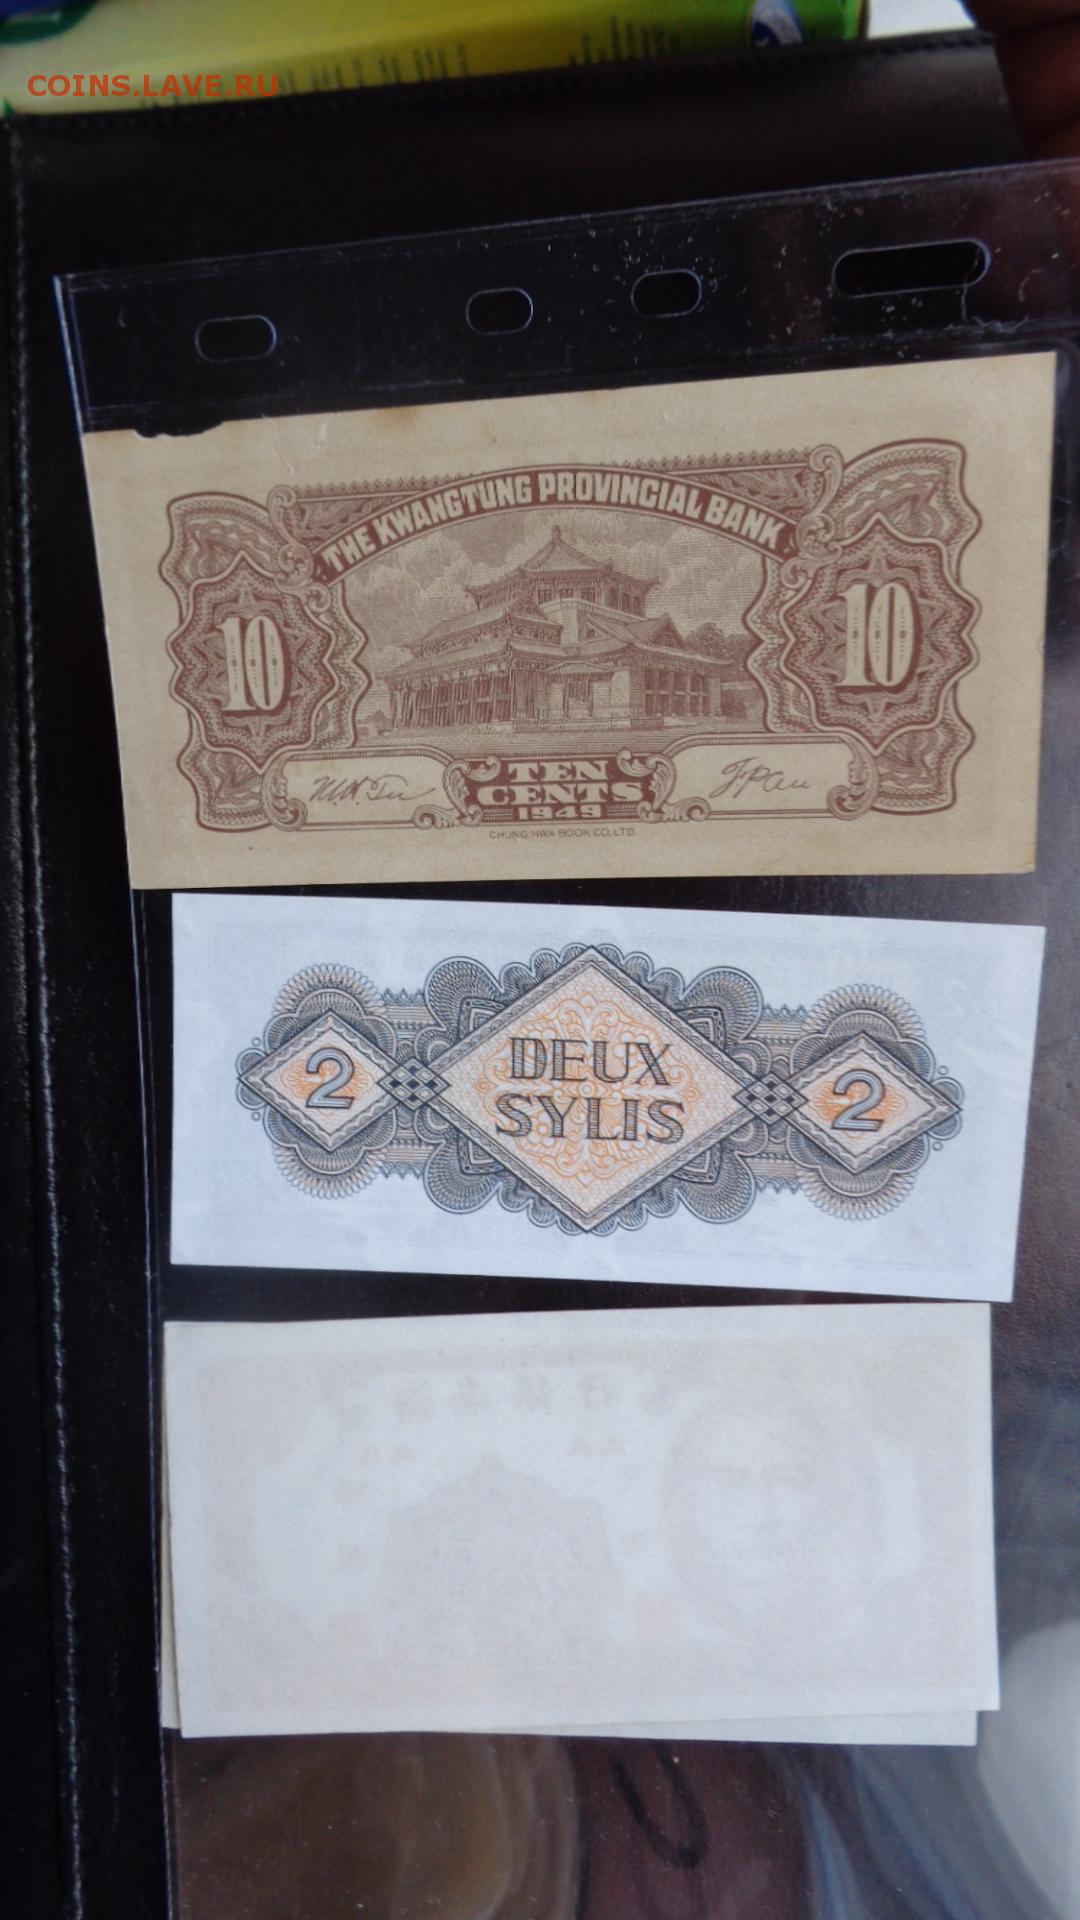 COINS.LAVE.RU
THE KWANGTUNG PROVINCIAL BANK
10
10
TEN
CENTS
1949
CHUNG HWA BOOK CO. LTD.
2
DEUX
SYLIS
2